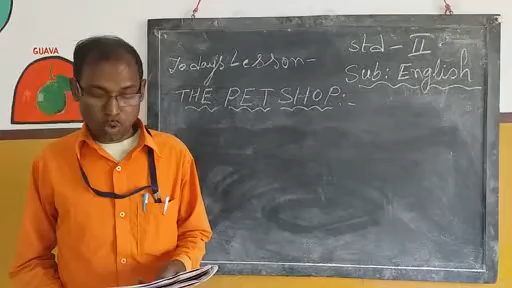 GUAVA
std - II
Today's Lesson-
Sub: English
THE PET SHOP:-